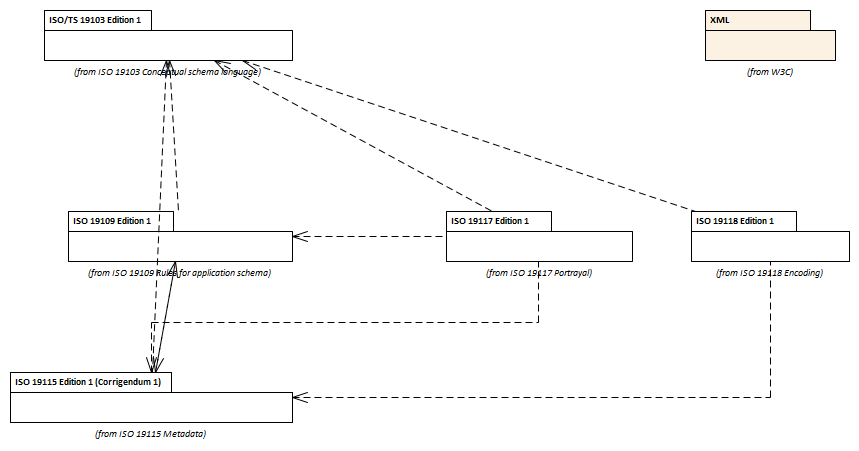 ISO/TS 19103 Edition 1
XML
(from ISO 19103 Conceptual schema language)
(from W3C)
ISO 19109 Edition 1
ISO 19117 Edition 1
ISO 19118 Edition 1
(from ISO 19109 Rules for application schema)
(from ISO 19117 Portrayal)
(from ISO 19118 Encoding)
ISO 19115 Edition 1 (Corrigendum 1)
(from ISO 19115 Metadata)